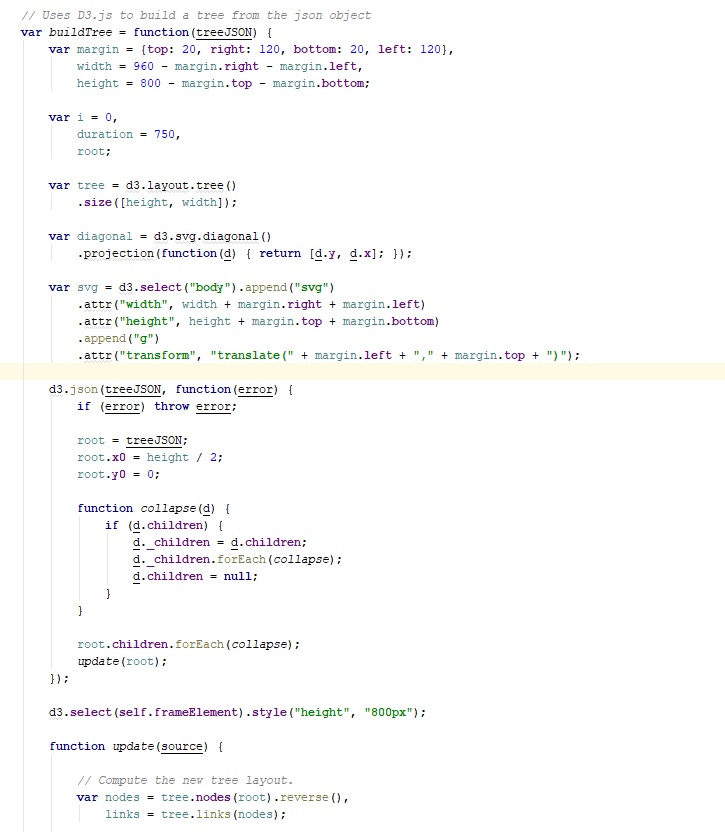 // Uses D3.js to build a tree from the json object
var buildTree = function(treeJSON) {
    var margin = {top: 20, right: 120, bottom: 20, left: 120},
        width = 960 - margin.right - margin.left,
        height = 800 - margin.top - margin.bottom;

    var i = 0,
        duration = 750,
        root;

    var tree = d3.layout.tree()
        .size([height, width]);

    var diagonal = d3.svg.diagonal()
        .projection(function(d) { return [d.y, d.x]; });

    var svg = d3.select("body").append("svg")
        .attr("width", width + margin.right + margin.left)
        .attr("height", height + margin.top + margin.bottom)
        .append("g")
        .attr("transform", "translate(" + margin.left + "," + margin.top + ")");

    d3.json(treeJSON, function(error) {
        if (error) throw error;

        root = treeJSON;
        root.x0 = height / 2;
        root.y0 = 0;

        function collapse(d) {
            if (d.children) {
                d._children = d.children;
                d._children.forEach(collapse);
                d.children = null;
            }
        }

        root.children.forEach(collapse);
        update(root);
    });

    d3.select(self.frameElement).style("height", "800px");

    function update(source) {

        // Compute the new tree layout.
        var nodes = tree.nodes(root).reverse(),
            links = tree.links(nodes);